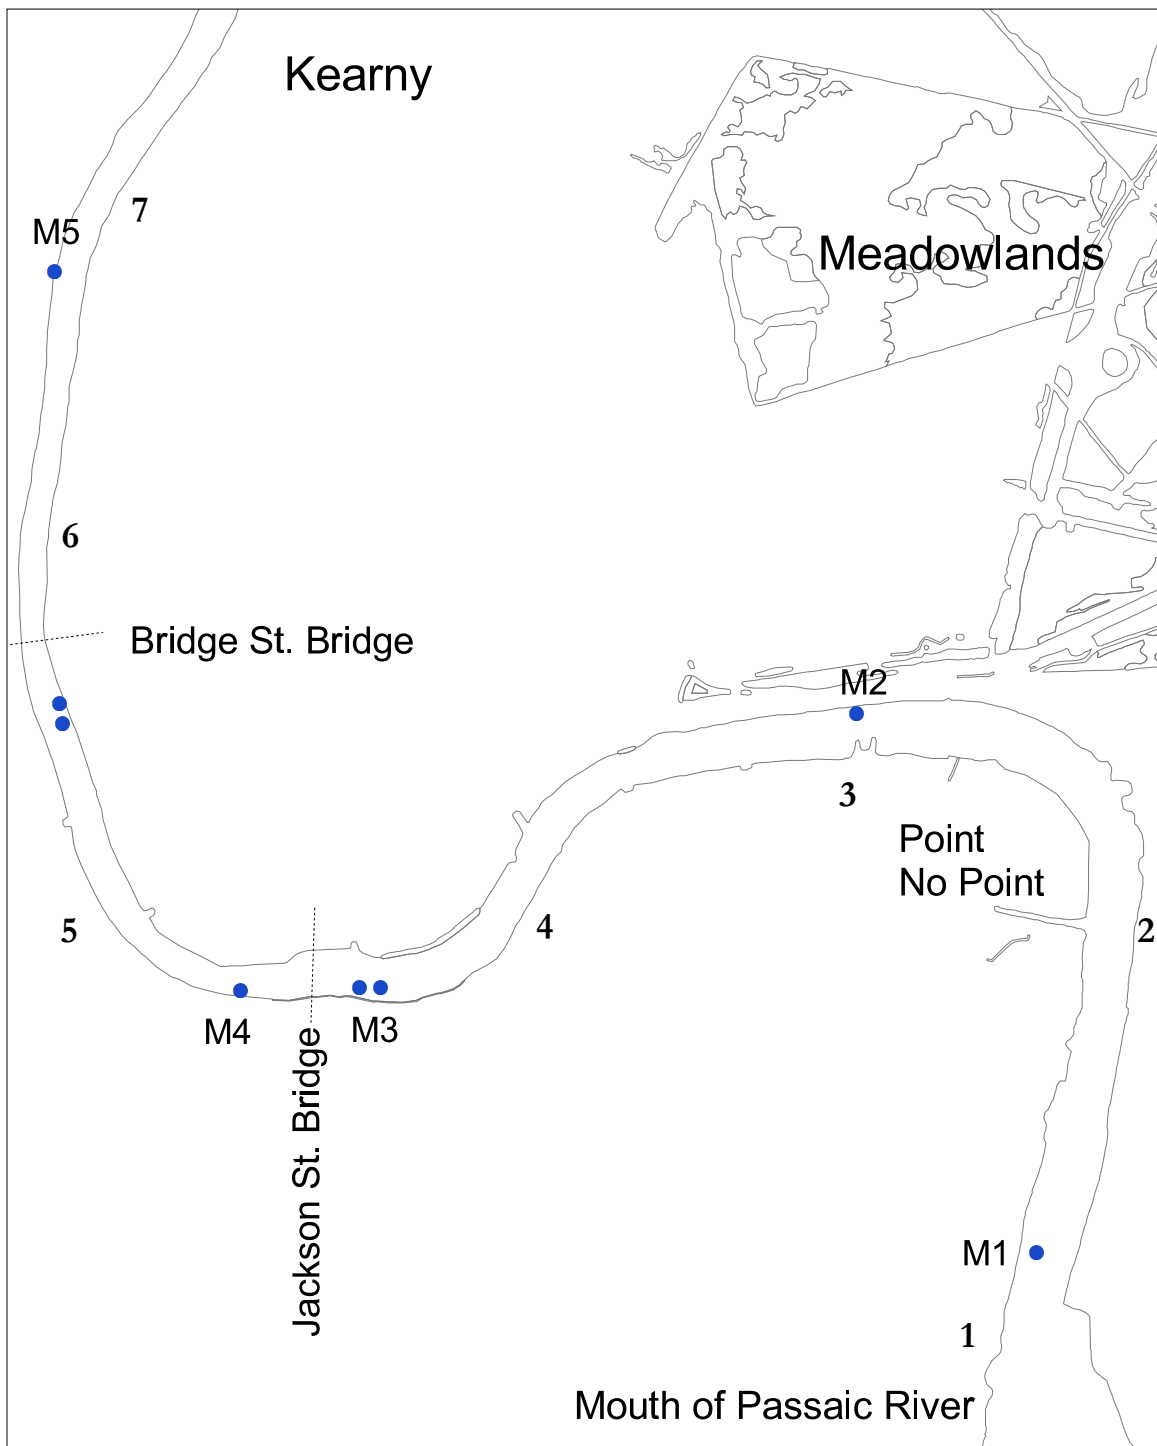 Kearny
7
M5
Meadowlands
6
Bridge St. Bridge
M2
3
Point
No Point
5
4
2
M4
M3
Jackson St. Bridge
M1
1
Mouth of Passaic River